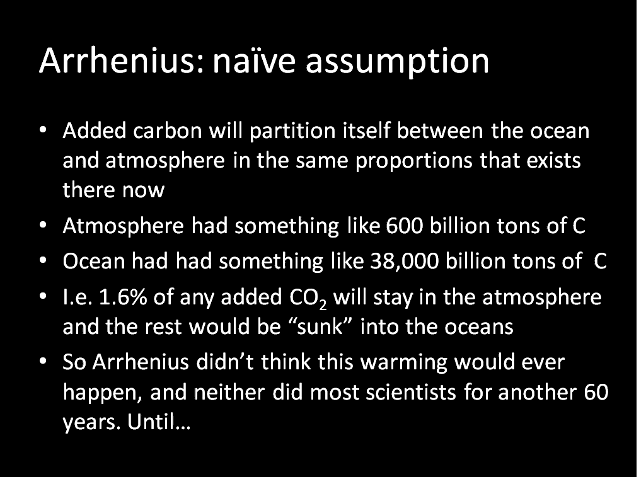 Arrhenius: naïve assumption
• Added carbon will partition itself between the ocean
and atmosphere in the same proportions that exists
there now
• Atmosphere had something like 600 billion tons of C
• Ocean had had something like 38,000 billion tons of  C
• I.e. 1.6% of any added CO₂ will stay in the atmosphere
and the rest would be “sunk” into the oceans
• So Arrhenius didn’t think this warming would ever
happen, and neither did most scientists for another 60
years. Until…